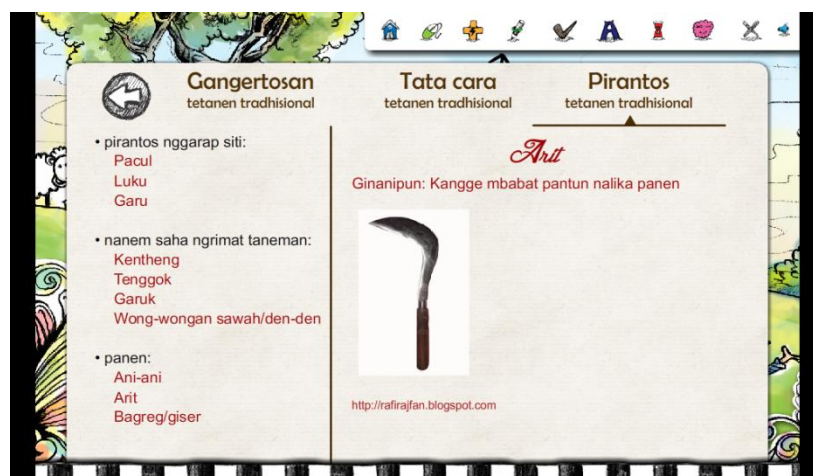 Gangertosan
tetanen tradhisional
Tata cara
tetanen tradhisional
Pirantos
tetanen tradhisional
• pirantos nggarap siti:
Pacul
Luku
Garu
• nanem saha ngrimat taneman:
Kentheng
Tenggok
Garuk
Wong-wongan sawah/den-den
• panen:
Ani-ani
Arit
Bagreg/giser
Arit
Ginanipun: Kangge mbabat pantun nalika panen
http://rafirajfan.blogspot.com